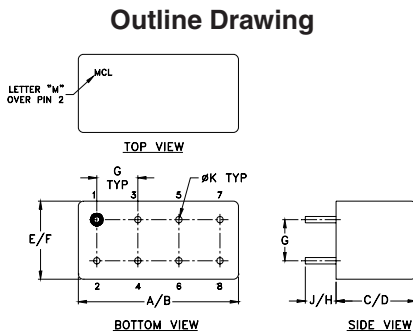 Outline Drawing
MCL
LETTER "M"
OVER PIN 2
TOP VIEW
G
TYP
øK TYP
1 3 5 7
E/F
G
2 4 6 8
A/B
J/H
C/D
BOTTOM VIEW
SIDE VIEW